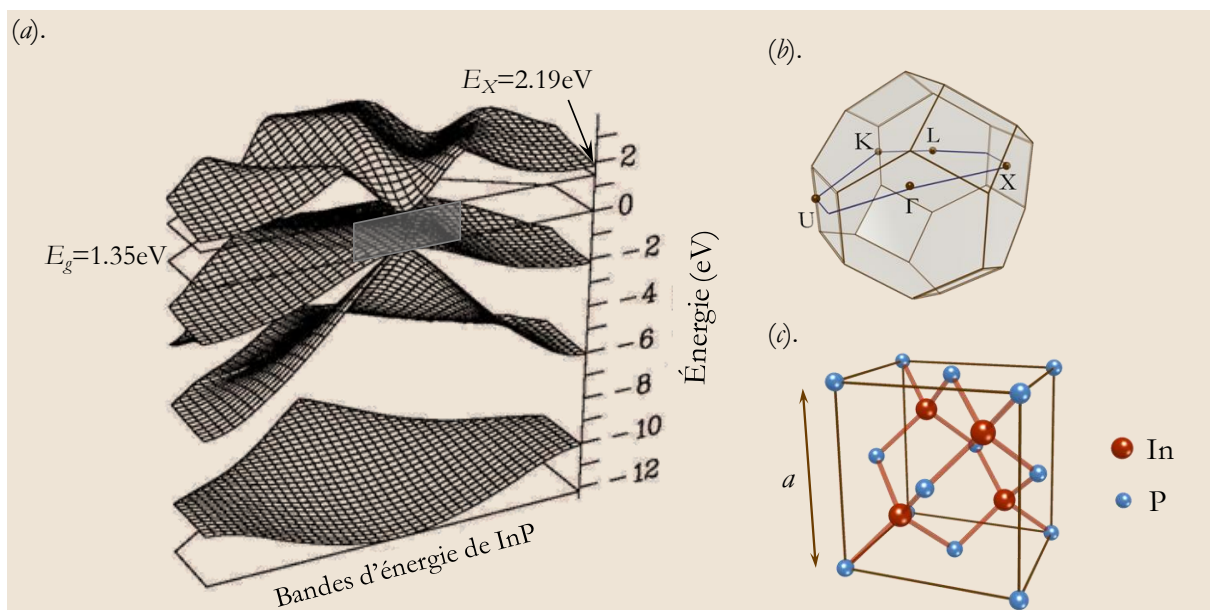 (a).
E_X=2.19eV
2
0
−2
−4
−6
−8
−10
−12
Énergie (eV)
E_g=1.35eV
Bandes d'énergie de InP
(b).
K
L
X
Γ
U
(c).
a
In
P